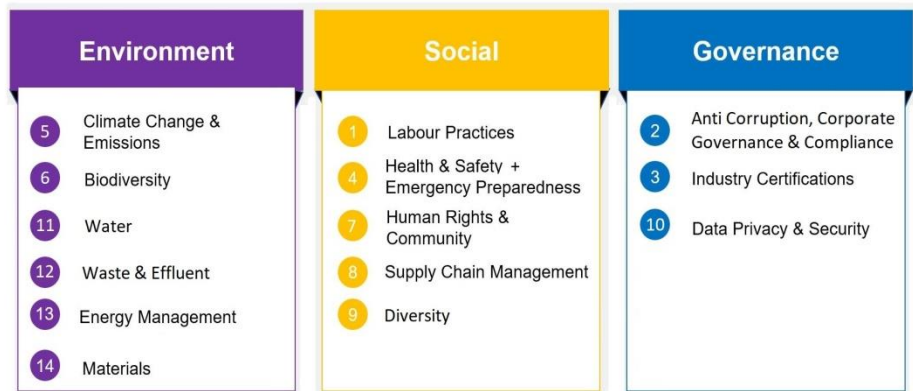 Environment
5
Climate Change &
Emissions
6
Biodiversity
11
Water
12
Waste & Effluent
13
Energy Management
14
Materials
Social
1
Labour Practices
4
Health & Safety +
Emergency Preparedness
7
Human Rights &
Community
8
Supply Chain Management
9
Diversity
Governance
2
Anti Corruption, Corporate
Governance & Compliance
3
Industry Certifications
10
Data Privacy & Security